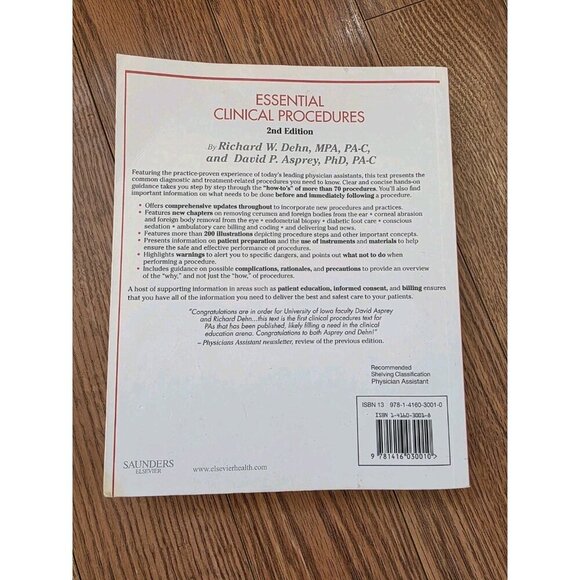 ESSENTIAL
CLINICAL PROCEDURES
2nd Edition
By Richard W. Dehn, MPA, PA-C,
and David P. Asprey, PhD, PA-C
Featuring the practice-proven experience of today's leading physician assistants, this text presents the
common diagnostic and treatment-related procedures you need to know. Clear and concise hands-on
guidance takes you step by step through the "how-to's" of more than 70 procedures. You'll also find
important information on what needs to be done before and immediately following a procedure.
• Offers comprehensive updates throughout to incorporate new procedures and practices.
• Features new chapters on removing cerumen and foreign bodies from the ear • corneal abrasion
and foreign body removal from the eye • endometrial biopsy • diabetic foot care • conscious
sedation • ambulatory care billing and coding • and delivering bad news.
• Features more than 200 illustrations depicting procedure steps and other important concepts.
• Presents information on patient preparation and the use of instruments and materials to help
ensure the safe and effective performance of procedures.
• Highlights warnings to alert you to specific dangers, and points out what not to do when
performing a procedure.
• Includes guidance on possible complications, rationales, and precautions to provide an overview
of the "why," and not just the "how," of procedures.
A host of supporting information in areas such as patient education, informed consent, and billing ensures
that you have all of the information you need to deliver the best and safest care to your patients.
"Congratulations are in order for University of Iowa faculty David Asprey
and Richard Dehn...this text is the first clinical procedures text for
PAs that has been published, likely filling a need in the clinical
education arena. Congratulations to both Asprey and Dehn!"
– Physicians Assistant newsletter, review of the previous edition.
Recommended
Shelving Classification
Physician Assistant
ISBN 13 978-1-4160-3001-0
ISBN 1-4160-3001-6
9 781416 030010
SAUNDERS
ELSEVIER
www.elsevierhealth.com